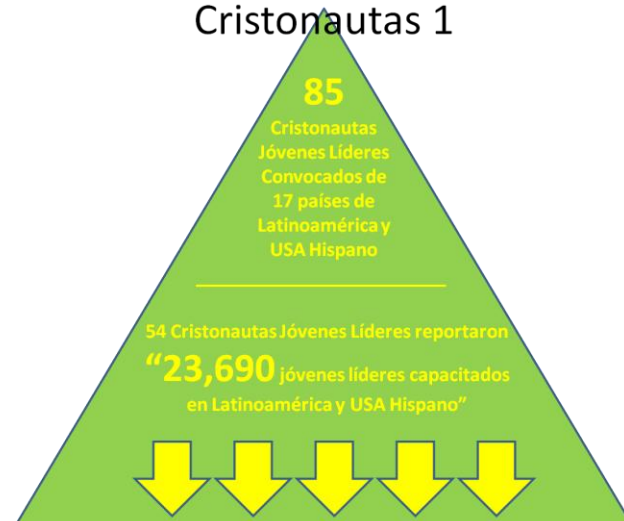 Cristonautas 1
85
Cristonautas
Jóvenes Líderes
Convocados de
17 países de
Latinoamérica y
USA Hispano
54 Cristonautas Jóvenes Líderes reportaron
“23,690 jóvenes líderes capacitados
en Latinoamérica y USA Hispano”